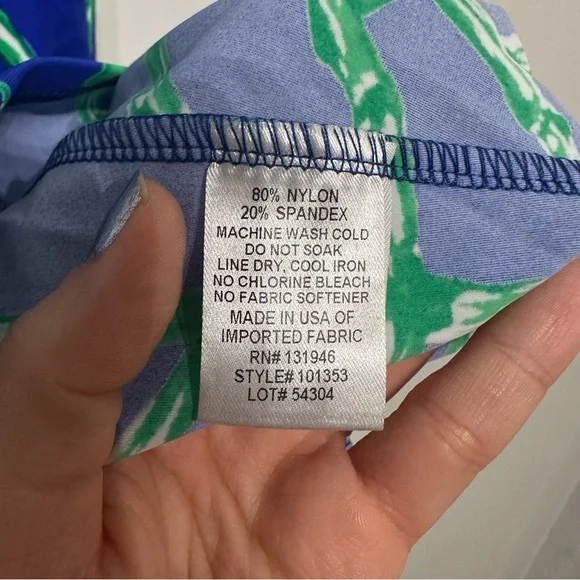 80% NYLON
20% SPANDEX
MACHINE WASH COLD
DO NOT SOAK
LINE DRY, COOL IRON
NO CHLORINE BLEACH
NO FABRIC SOFTENER
MADE IN USA OF
IMPORTED FABRIC
RN# 131946
STYLE# 101353
LOT# 54304